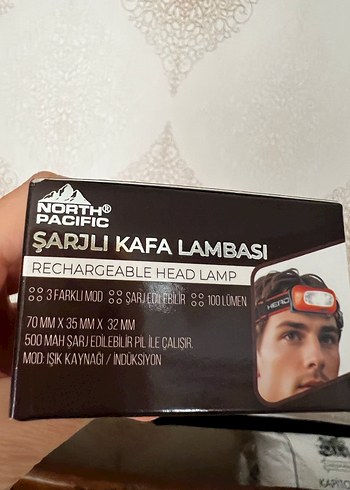 NORTH®
PACIFIC
ŞARJLI KAFA LAMBASI
RECHARGEABLE HEAD LAMP
3 FARKLI MOD ŞARJ EDİLEBİLİR 100 LÜMEN
70 MM X 35 MM X 32 MM
500 MAH ŞARJ EDİLEBİLİR PİL İLE ÇALIŞIR.
MOD: IŞIK KAYNAĞI / İNDÜKSİYON
HERO